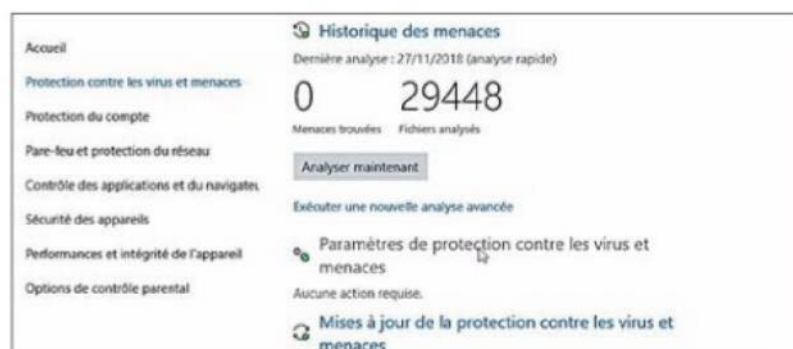 Accueil
Protection contre les virus et menaces
Protection du compte
Pare-feu et protection du réseau
Contrôle des applications et du navigateu
Sécurité des appareils
Performances et intégrité de l'appareil
Options de contrôle parental
Historique des menaces
Dernière analyse : 27/11/2018 (analyse rapide)
0 29448
Menaces trouvées Fichiers analysés
Analyser maintenant
Exécuter une nouvelle analyse avancée
Paramètres de protection contre les virus et
menaces
Aucune action requise.
Mises à jour de la protection contre les virus et
menaces